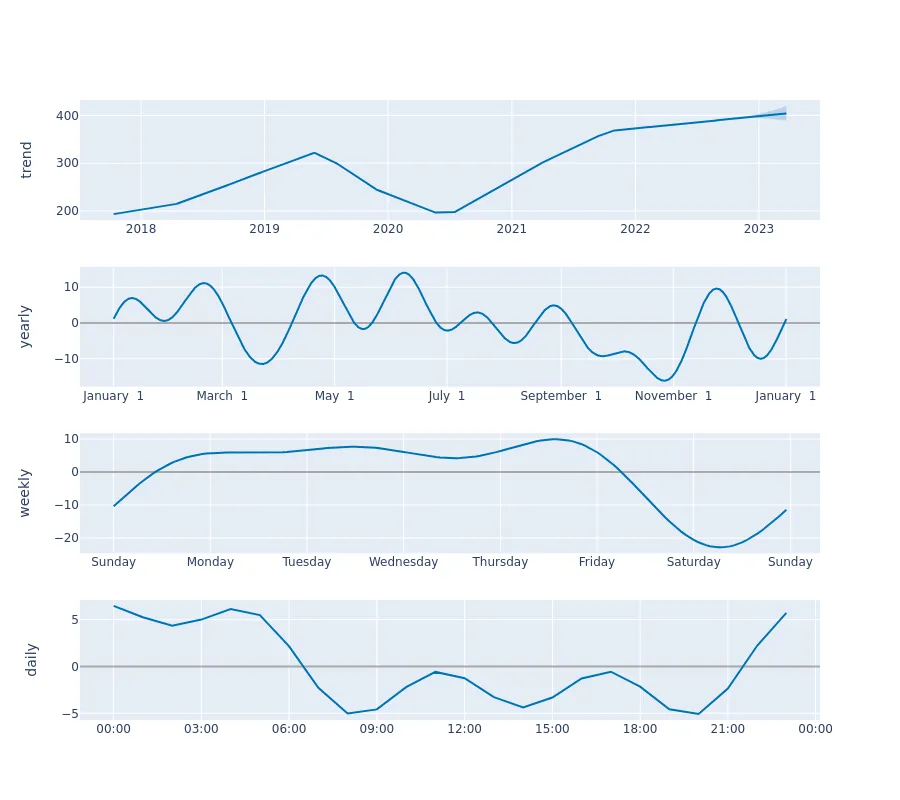 trend
400
300
200
2018 2019 2020 2021 2022 2023
yearly
10
0
−10
January 1 March 1 May 1 July 1 September 1 November 1 January 1
weekly
10
0
−10
−20
Sunday Monday Tuesday Wednesday Thursday Friday Saturday Sunday
daily
5
0
−5
00:00 03:00 06:00 09:00 12:00 15:00 18:00 21:00 00:00